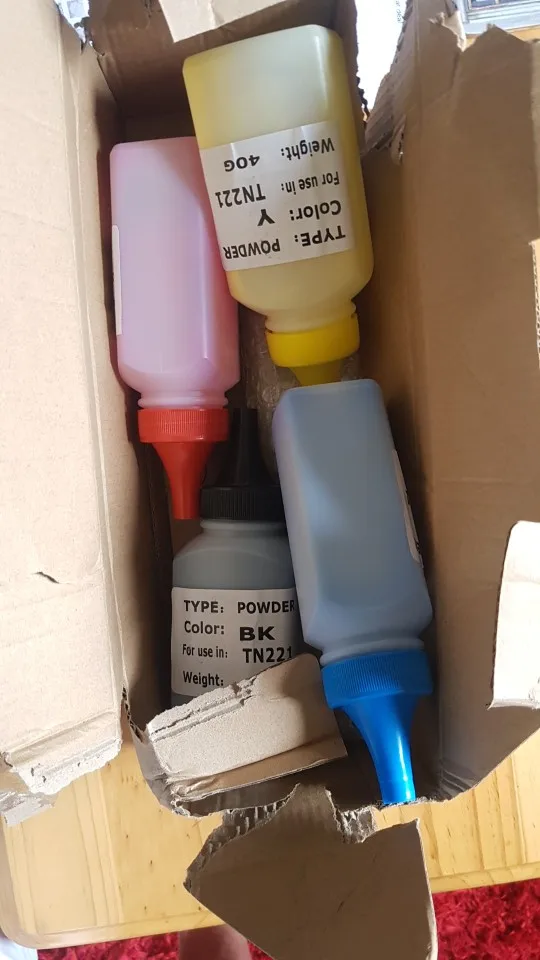 TYPE: POWDER
Color: Y
For use in: TN221
Weight: 40G
TYPE: POWDER
Color: BK
For use in: TN221
Weight: